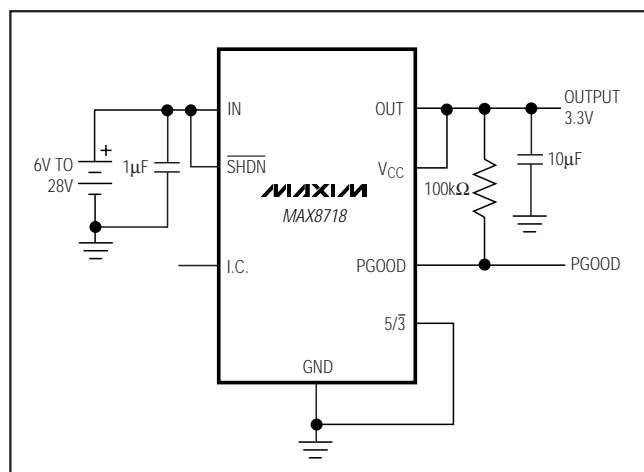 IN
OUT
OUTPUT
3.3V
+
6V TO
28V
1µF
SHDN
VCC
10µF
100kΩ
MAXIM
MAX8718
I.C.
PGOOD
PGOOD
5/3
GND